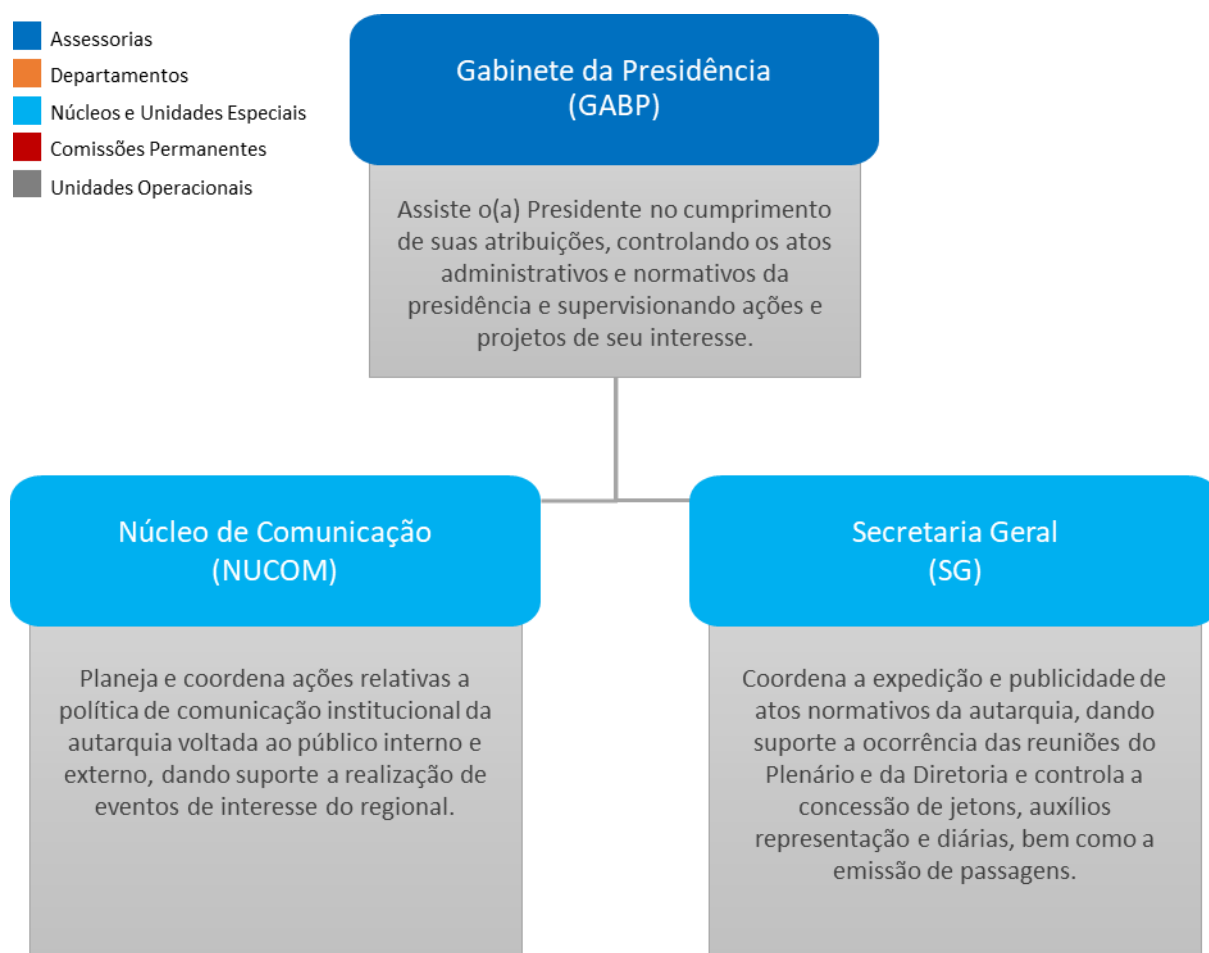 Assessorias
Departamentos
Núcleos e Unidades Especiais
Comissões Permanentes
Unidades Operacionais
Gabinete da Presidência
(GABP)
Assiste o(a) Presidente no cumprimento
de suas atribuições, controlando os atos
administrativos e normativos da
presidência e supervisionando ações e
projetos de seu interesse.
Núcleo de Comunicação
(NUCOM)
Planeja e coordena ações relativas a
política de comunicação institucional da
autarquia voltada ao público interno e
externo, dando suporte a realização de
eventos de interesse do regional.
Secretaria Geral
(SG)
Coordena a expedição e publicidade de
atos normativos da autarquia, dando
suporte a ocorrência das reuniões do
Plenário e da Diretoria e controla a
concessão de jetons, auxílios
representação e diárias, bem como a
emissão de passagens.